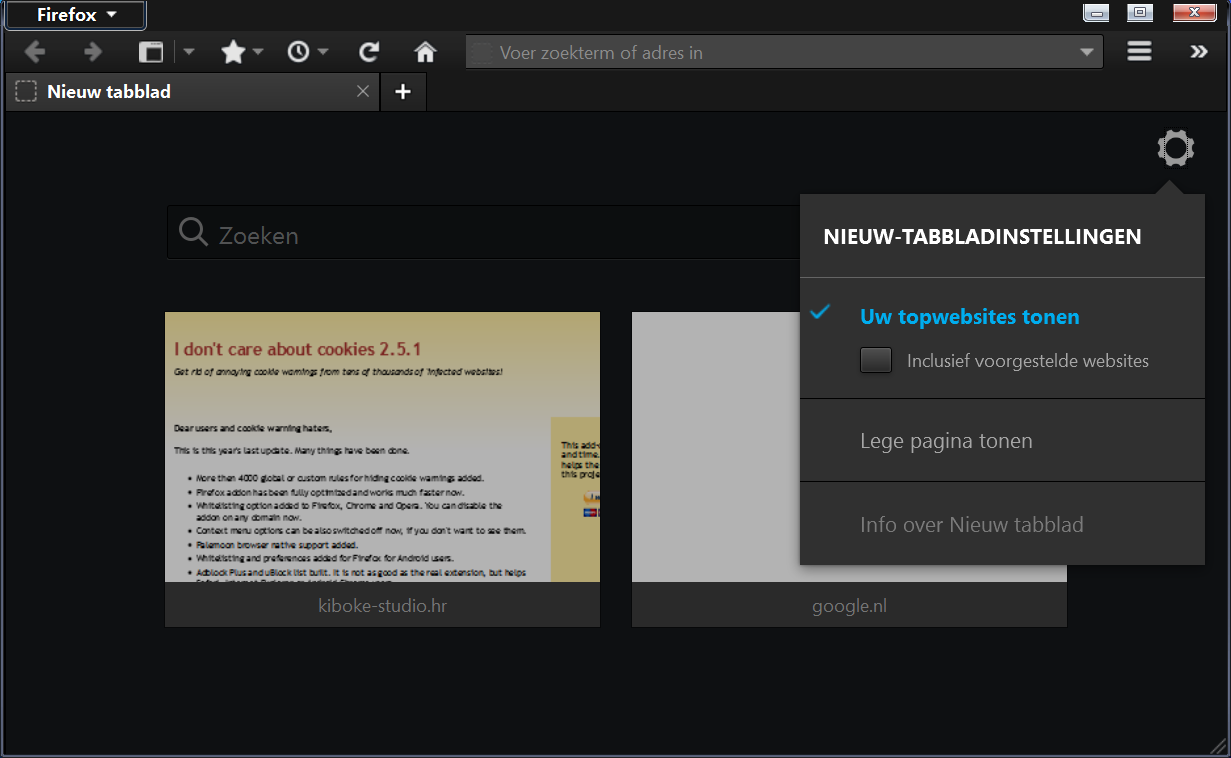 Firefox
Voer zoekterm of adres in
Nieuw tabblad
Zoeken
NIEUW-TABBLADINSTELLINGEN
Uw topwebsites tonen
Inclusief voorgestelde websites
Lege pagina tonen
Info over Nieuw tabblad
I don't care about cookies 2.5.1
Get rid of annoying cookie warnings from tens of thousands of 'infected websites!
Dear users and cookie warning haters,
This is this year's last update. Many things have been done.
More then 4000 global or custom rules for hiding cookie warnings added.
Firefox addon has been fully optimized and works much faster now.
Whitelisting option added to Firefox, Chrome and Opera. You can disable the
addon on any domain now.
Context menu options can be also switched off now, if you don't want to see them.
Palemoon browser native support added.
Whitelisting and preferences added for Firefox for Android users.
Adblock Plus and uBlock list built. It is not as good as the real extension, but helps
This add-
and time.
helps the
this proje
kiboke-studio.hr
google.nl